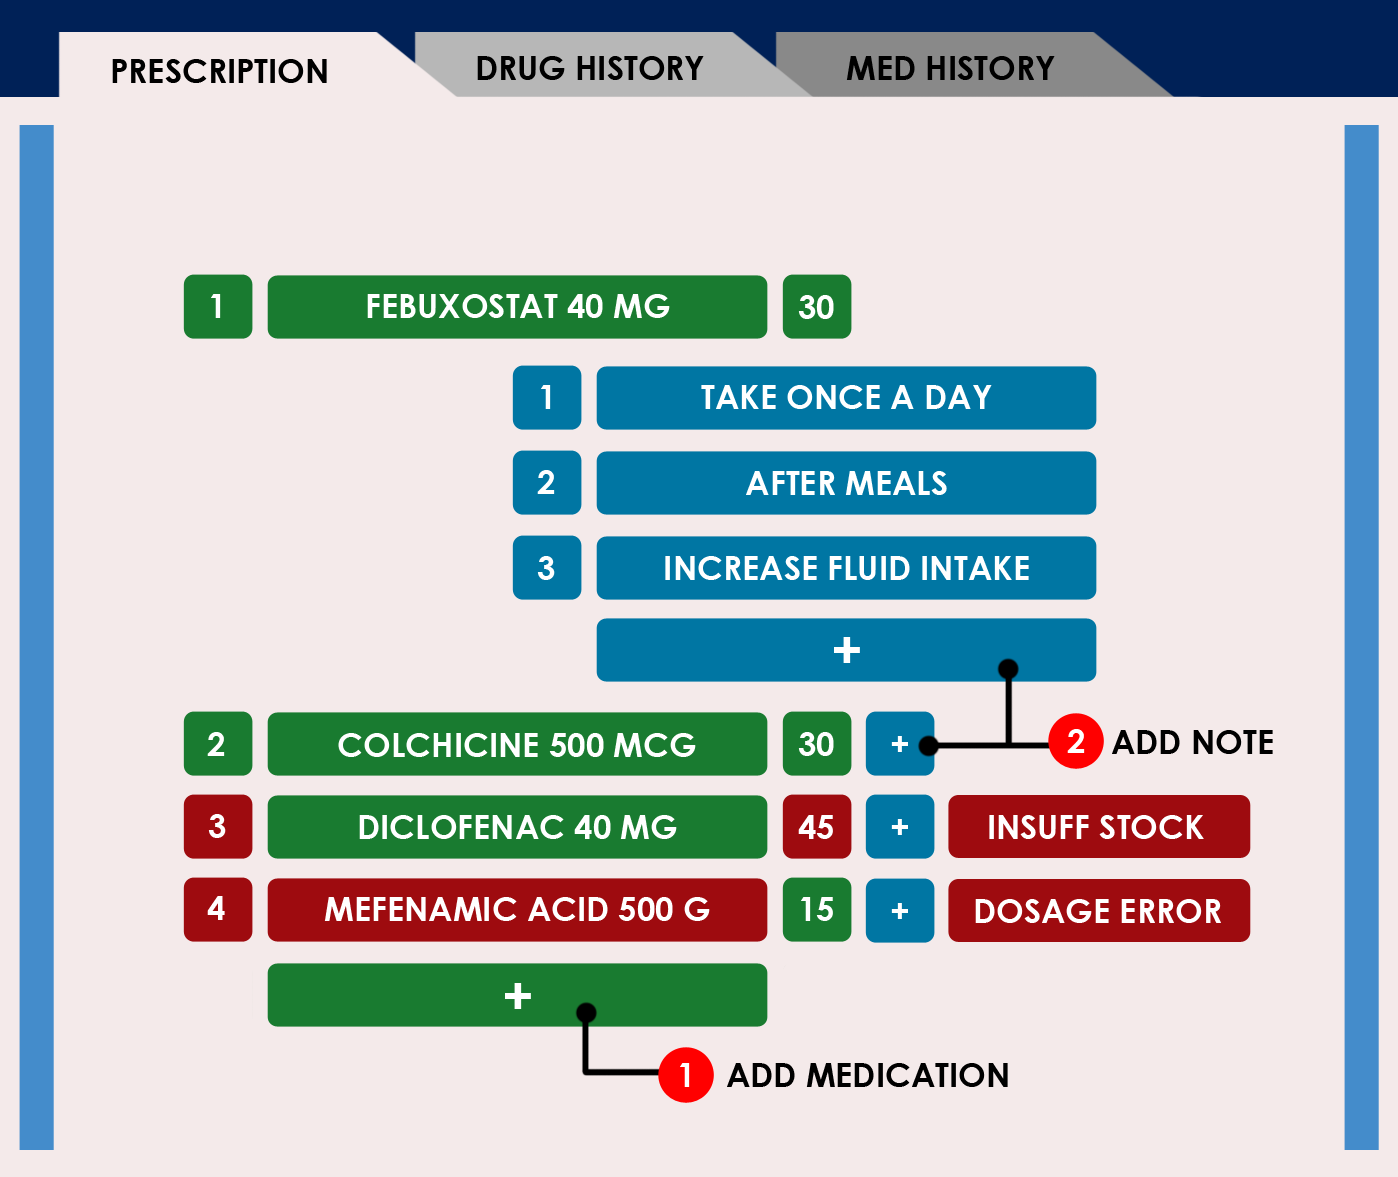 PRESCRIPTION DRUG HISTORY MED HISTORY
1 FEBUXOSTAT 40 MG 30
1 TAKE ONCE A DAY
2 AFTER MEALS
3 INCREASE FLUID INTAKE
+
2 COLCHICINE 500 MCG 30 + 2 ADD NOTE
3 DICLOFENAC 40 MG 45 + INSUFF STOCK
4 MEFENAMIC ACID 500 G 15 + DOSAGE ERROR
+
1 ADD MEDICATION